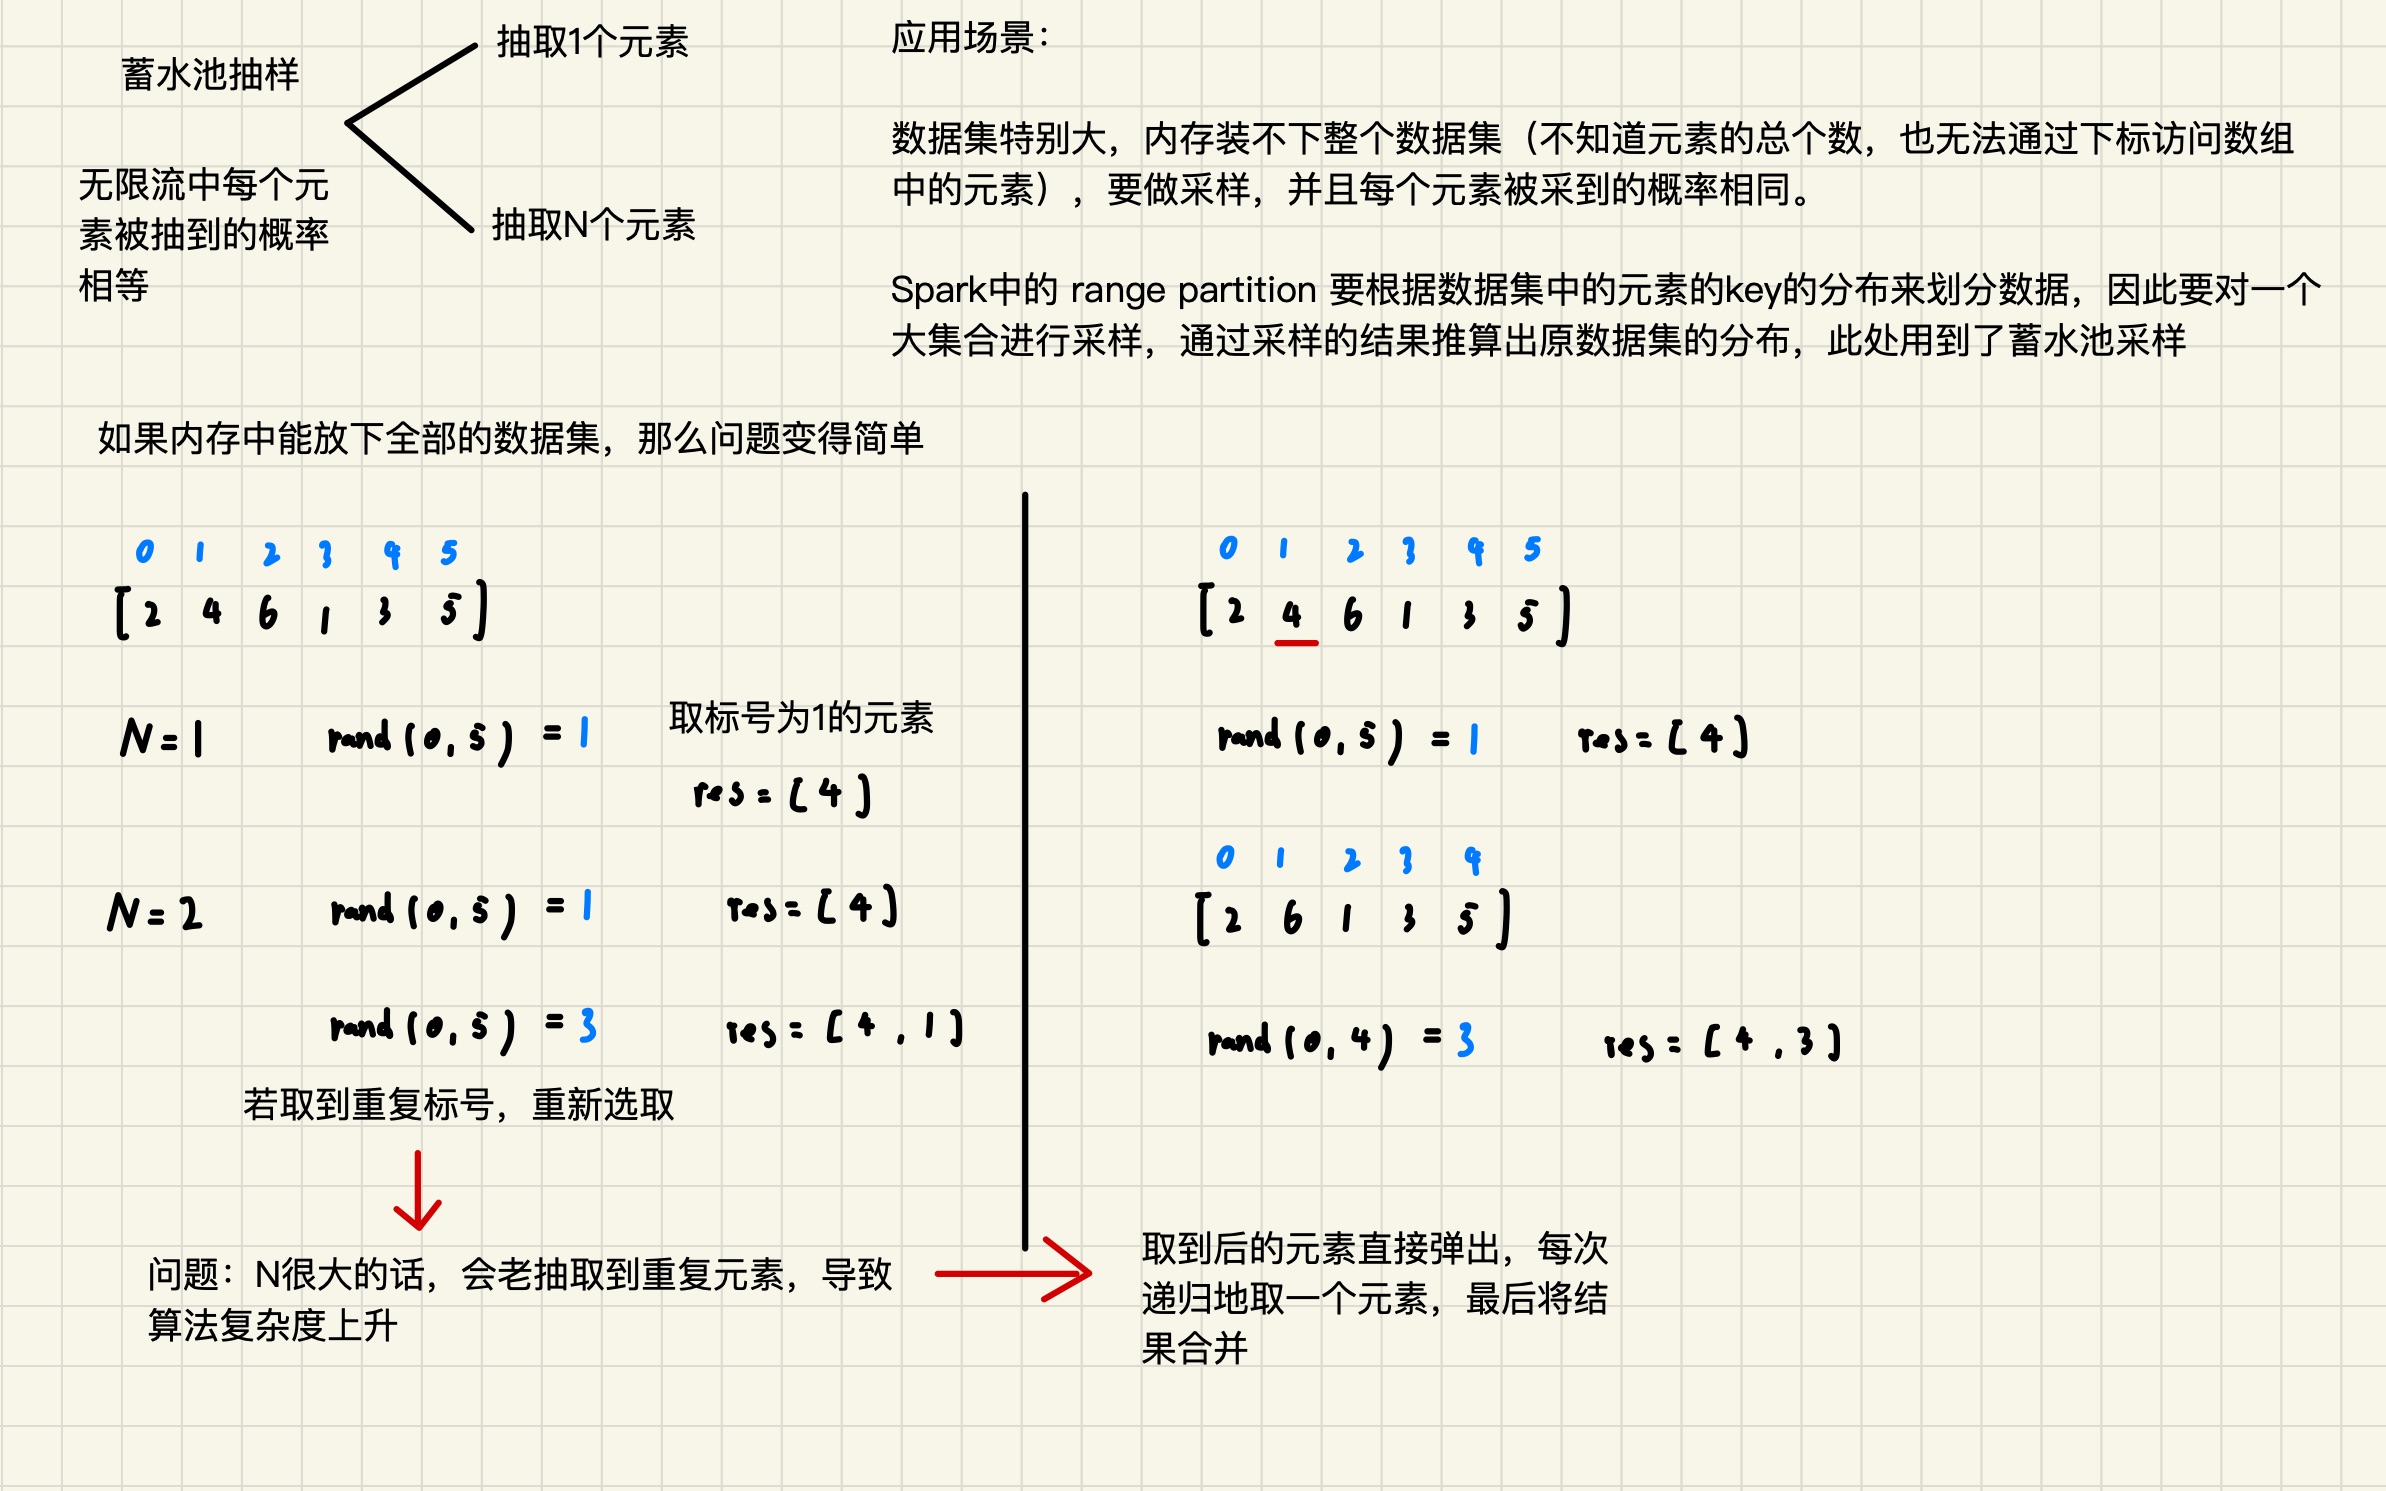 蓄水池抽样
抽取1个元素
无限流中每个元
素被抽到的概率
相等
抽取N个元素
应用场景：
数据集特别大，内存装不下整个数据集（不知道元素的总个数，也无法通过下标访问数组
中的元素），要做采样，并且每个元素被采到的概率相同。
Spark中的 range partition 要根据数据集中的元素的key的分布来划分数据，因此要对一个
大集合进行采样，通过采样的结果推算出原数据集的分布，此处用到了蓄水池采样
如果内存中能放下全部的数据集，那么问题变得简单
0 1 2 3 4 5
[ 2 4 6 1 3 5 ]
N = 1 rand (0, 5) = 1 取标号为1的元素
res = [ 4 ]
N = 2 rand (0, 5) = 1 res = [ 4 ]
rand (0, 5) = 3 res = [ 4 , 1 ]
若取到重复标号，重新选取
问题：N很大的话，会老抽取到重复元素，导致
算法复杂度上升
0 1 2 3 4 5
[ 2 4 6 1 3 5 ]
rand (0, 5) = 1 res = [ 4 ]
0 1 2 3 4
[ 2 6 1 3 5 ]
rand (0, 4) = 3 res = [ 4 , 3 ]
取到后的元素直接弹出，每次
递归地取一个元素，最后将结
果合并